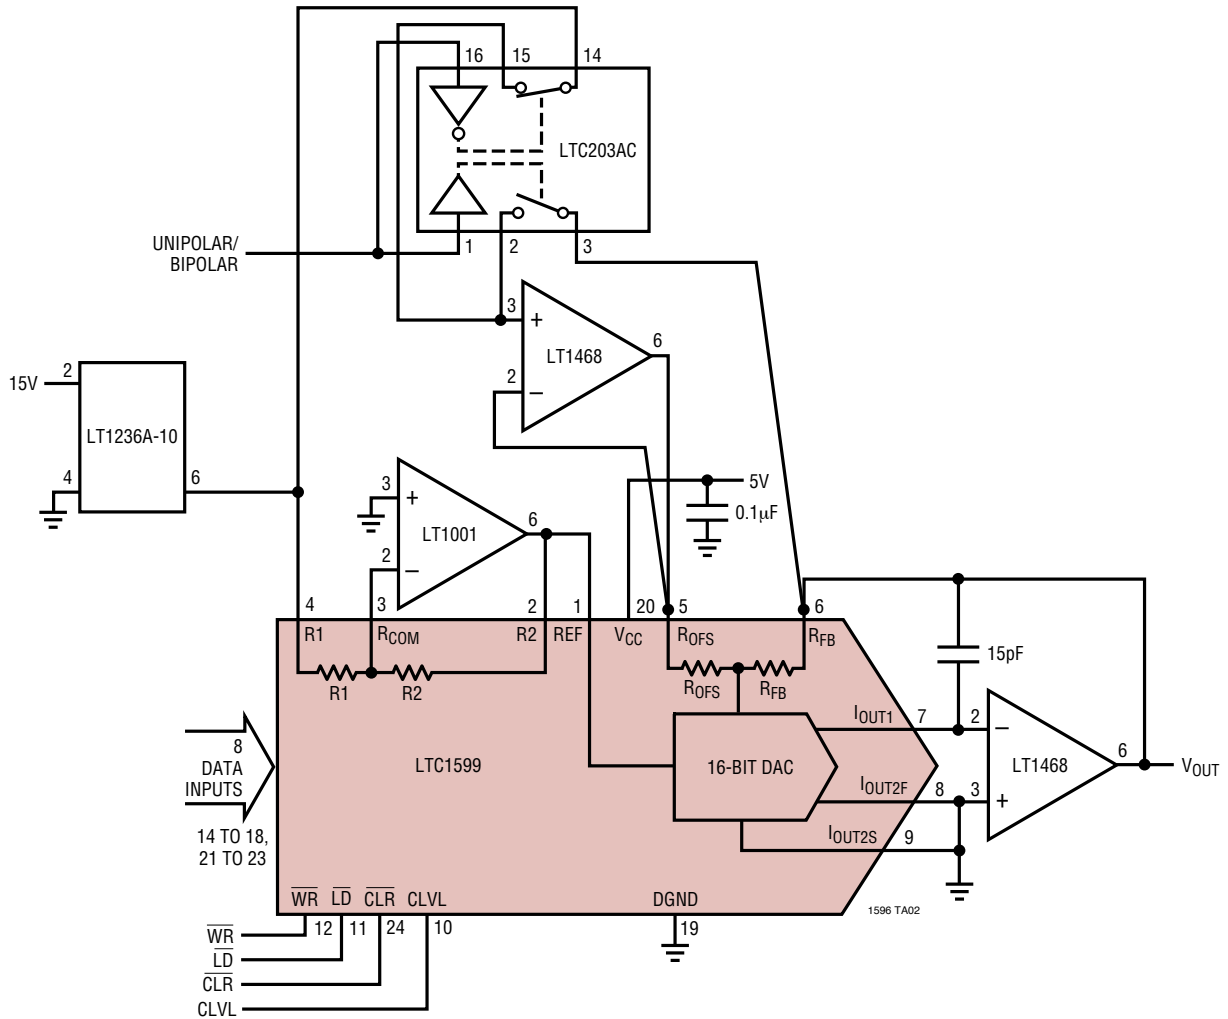 16 15 14
LTC203AC
1 2 3
UNIPOLAR/
BIPOLAR
3
+
LT1468
6
2
–
15V
2
LT1236A-10
4
6
3
+
LT1001
6
2
–
5V
0.1µF
4 3 2 1 20 5 6
R1 RCOM R2 REF VCC ROFS RFB
R1 R2
ROFS RFB
15pF
8
DATA
INPUTS
14 TO 18,
21 TO 23
LTC1599
16-BIT DAC
IOUT1 7 2
–
LT1468
6
VOUT
IOUT2F 8 3
+
IOUT2S 9
WR LD CLR CLVL
DGND
1596 TA02
12 11 24 10
19
WR
LD
CLR
CLVL